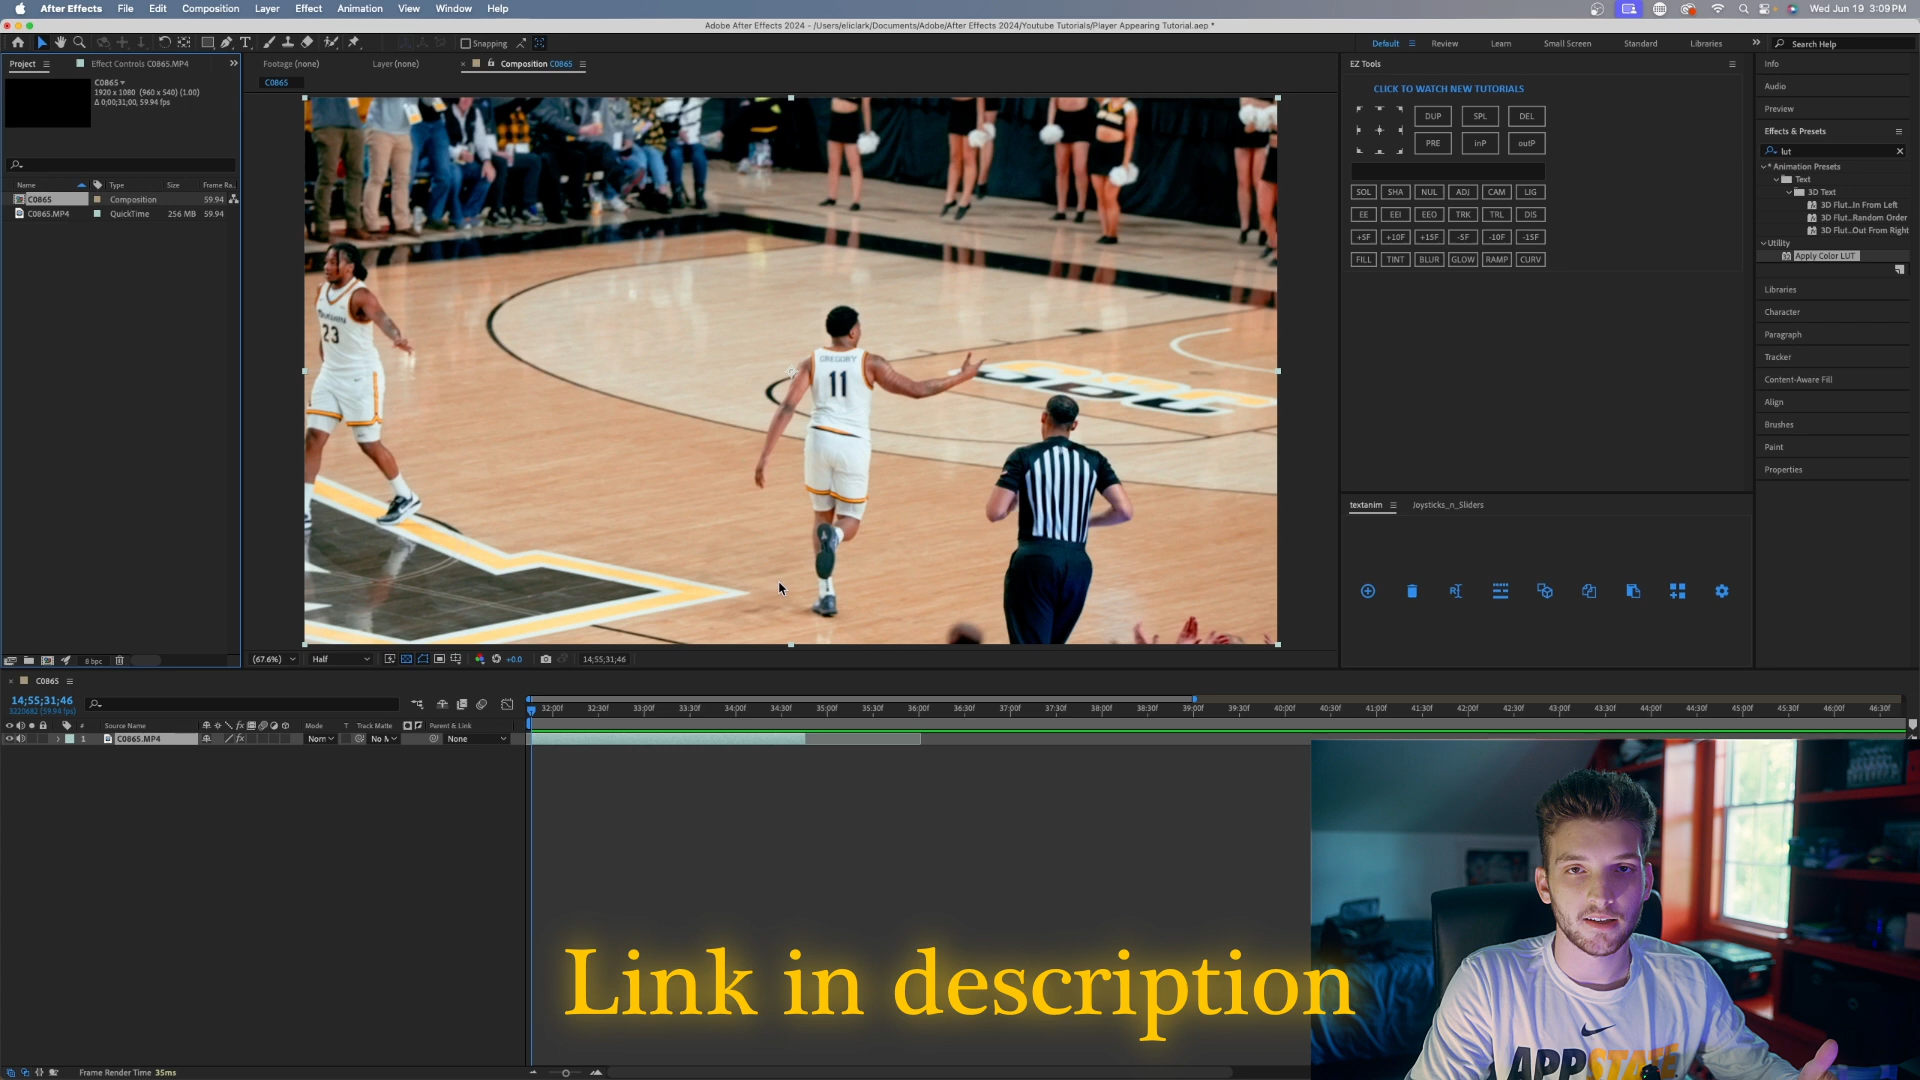 After Effects File Edit Composition Layer Effect Animation View Window Help
Wed Jun 19 3:09 PM
Adobe After Effects 2024 - /Users/eliclark/Documents/Adobe/After Effects 2024/Youtube Tutorials/Player Appearing Tutorial.aep *
Snapping
Default Review Learn Small Screen Standard Libraries Search Help
Project Effect Controls C0865.MP4
Footage (none) Layer (none) Composition C0865
C0865
C0865
1920 x 1080 (960 x 540) (1.00)
Δ 0;00;31;00, 59.94 fps
Name Type Size Frame Ra..
C0865 Composition 59.94
C0865.MP4 QuickTime 256 MB 59.94
23
GREGORY
11
8 bpc
(67.6%) Half +0.0 14;55;31;46
EZ Tools
CLICK TO WATCH NEW TUTORIALS
DUP SPL DEL
PRE inP outP
SOL SHA NUL ADJ CAM LIG
EE EEI EEO TRK TRL DIS
+5F +10F +15F -5F -10F -15F
FILL TINT BLUR GLOW RAMP CURV
textanim Joysticks_n_Sliders
Info
Audio
Preview
Effects & Presets
lut
* Animation Presets
Text
3D Text
3D Flut...In From Left
3D Flut...Random Order
3D Flut...Out From Right
Utility
Apply Color LUT
Libraries
Character
Paragraph
Tracker
Content-Aware Fill
Align
Brushes
Paint
Properties
C0865
14;55;31;46
3220682 (59.94 fps)
32:00f 32:30f 33:00f 33:30f 34:00f 34:30f 35:00f 35:30f 36:00f 36:30f 37:00f 37:30f 38:00f 38:30f 39:00f 39:30f 40:00f 40:30f 41:00f 41:30f 42:00f 42:30f 43:00f 43:30f 44:00f 44:30f 45:00f 45:30f 46:00f 46:30f
# Source Name Mode T Track Matte Parent & Link
1 C0865.MP4 Norm No M None
Link in description
APPSTATE
Frame Render Time 35ms